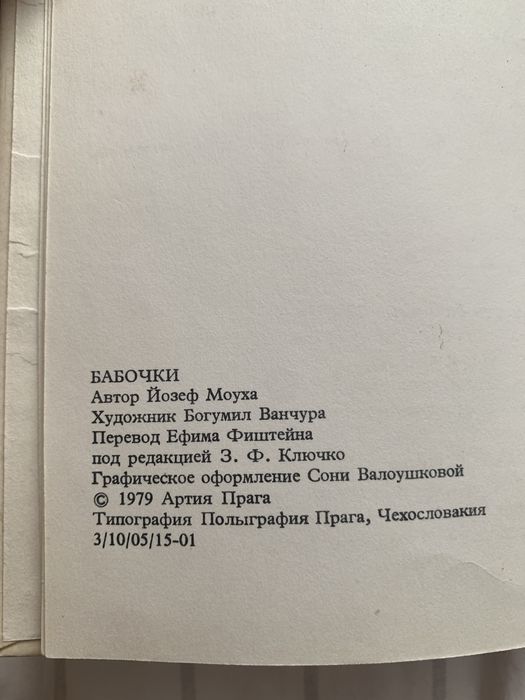 БАБОЧКИ
Автор Йозеф Моуха
Художник Богумил Ванчура
Перевод Ефима Фиштейна
под редакцией З. Ф. Ключко
Графическое оформление Сони Валоушковой
© 1979 Артия Прага
Типография Полыграфия Прага, Чехословакия
3/10/05/15-01